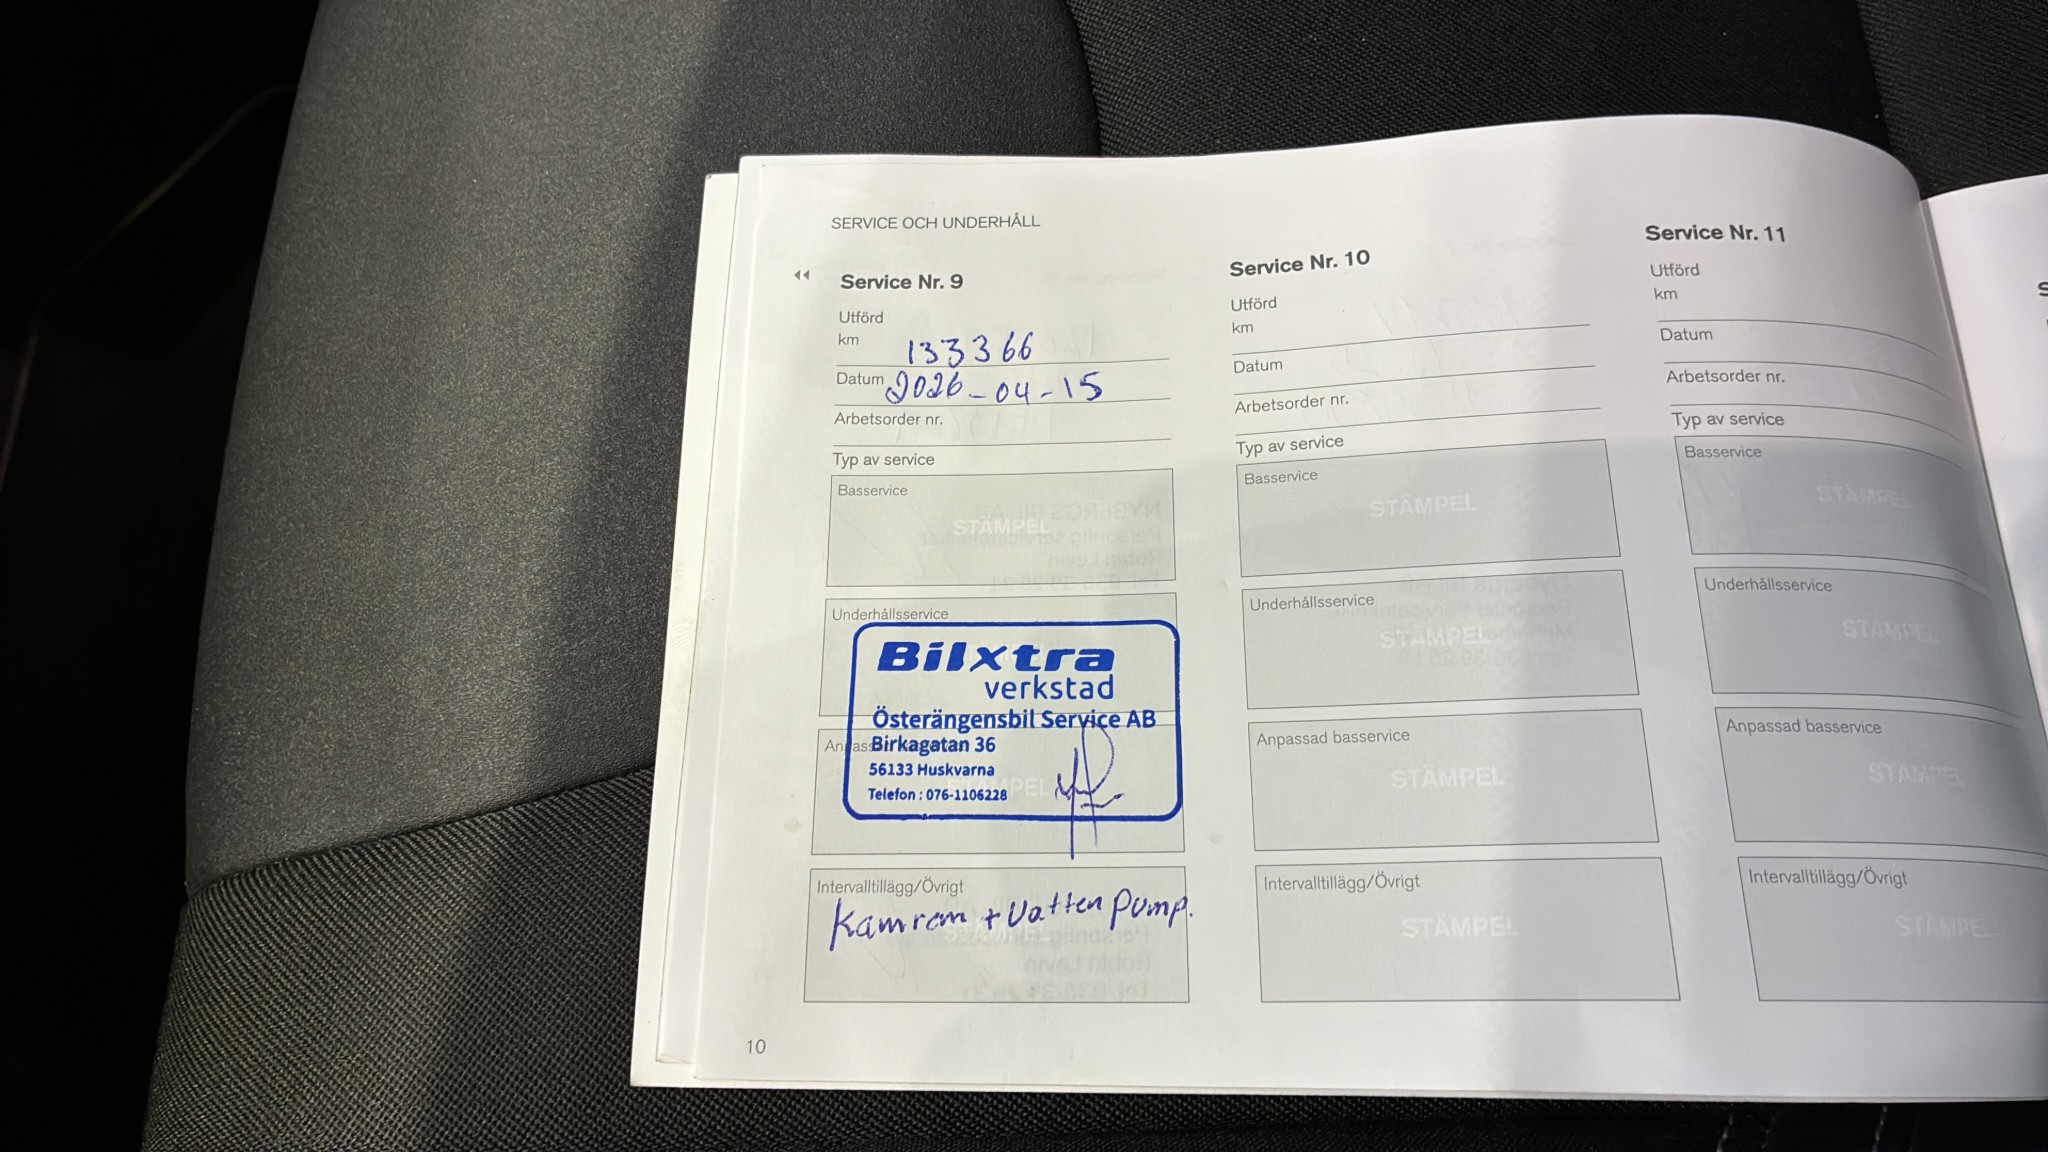 SERVICE OCH UNDERHÅLL
Service Nr. 9
Utförd
km 133366
Datum 2026-04-15
Arbetsorder nr.
Typ av service
Basservice
STÄMPEL
Underhållsservice
Bilxtra
verkstad
Österängensbil Service AB
Birkagatan 36
56133 Huskvarna
Telefon : 076-1106228
Intervalltillägg/Övrigt
Kamrem + Vatten Pump.
10
Service Nr. 10
Utförd
km
Datum
Arbetsorder nr.
Typ av service
Basservice
STÄMPEL
Underhållsservice
STÄMPEL
Anpassad basservice
STÄMPEL
Intervalltillägg/Övrigt
STÄMPEL
Service Nr. 11
Utförd
km
Datum
Arbetsorder nr.
Typ av service
Basservice
STÄMPEL
Underhållsservice
STÄMPEL
Anpassad basservice
STÄMPEL
Intervalltillägg/Övrigt
STÄMPEL